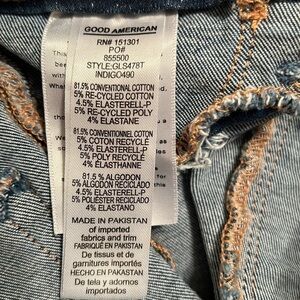 GOOD AMERICAN
RN# 151301
PO#
855500
STYLE:GLS478T
INDIGO490
81.5% CONVENTIONAL COTTON
5% RE-CYCLED COTTON
4.5% ELASTERELL-P
5% RE-CYCLED POLY
4% ELASTANE
81.5% CONVENTIONNEL COTON
5% COTON RECYCLÉ
4.5% ELASTERELL-P
5% POLY RECYCLÉ
4% ÉLASTHANNE
81.5 % ALGODON
5% ALGODÓN RECICLADO
4.5% ELASTERELL-P
5% POLIÉSTER RECICLADO
4% ELASTANO
MADE IN PAKISTAN
of imported
fabrics and trim
FABRIQUÉ EN PAKISTAN
De tissus et de
garnitures importés
HECHO EN PAKISTAN
De tela y adornos
importados